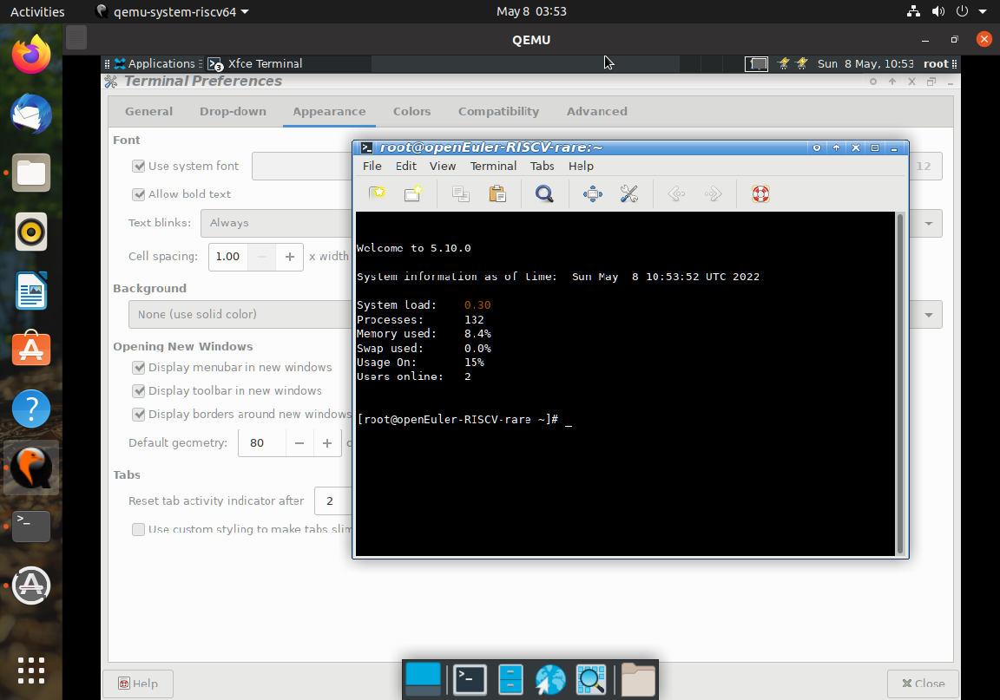 Activities qemu-system-riscv64 May 8 03:53
QEMU
Applications Xfce Terminal Sun 8 May, 10:53 root
Terminal Preferences
General Drop-down Appearance Colors Compatibility Advanced
Font
Use system font 12
Allow bold text
Text blinks: Always
Cell spacing: 1.00 x width
Background
None (use solid color)
Opening New Windows
Display menubar in new windows
Display toolbar in new windows
Display borders around new windows
Default geometry: 80
Tabs
Reset tab activity indicator after 2
Use custom styling to make tabs slim
Help
Close
root@openEuler-RISCV-rare:~
File Edit View Terminal Tabs Help
Welcome to 5.10.0
System information as of time: Sun May 8 10:53:52 UTC 2022
System load: 0.30
Processes: 132
Memory used: 8.4%
Swap used: 0.0%
Usage On: 15%
Users online: 2
[root@openEuler-RISCV-rare ~]# _